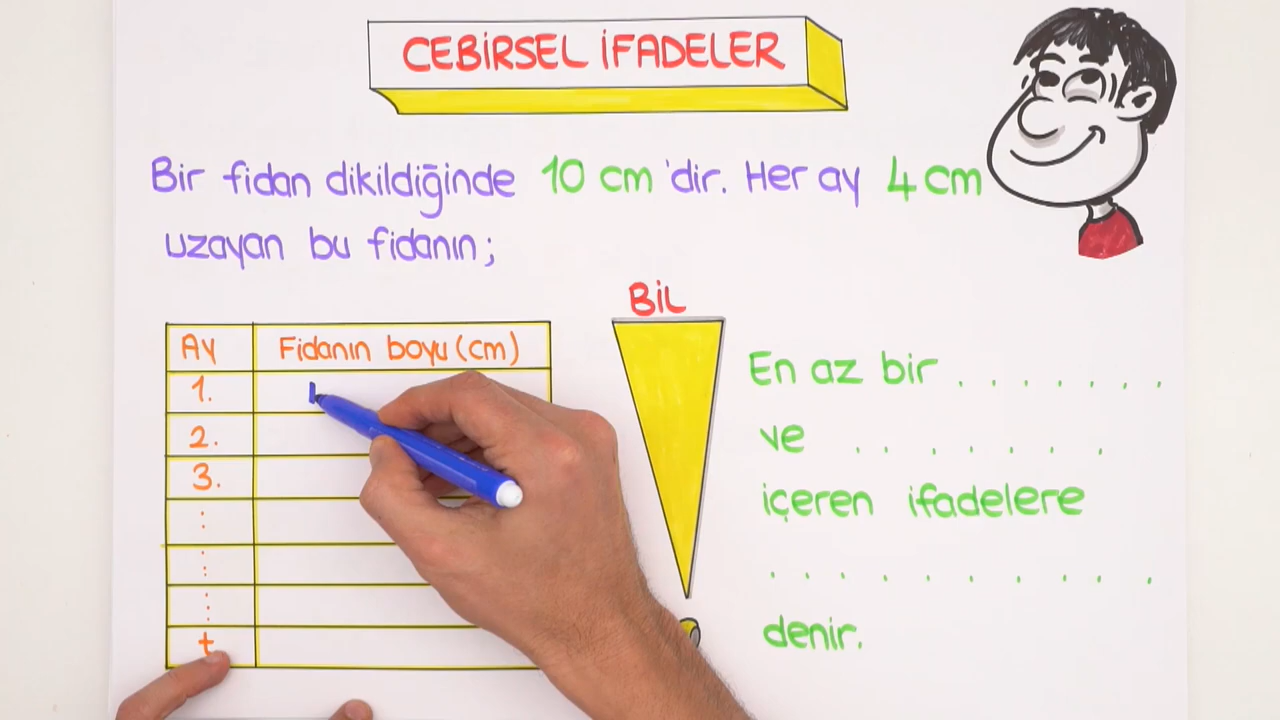 CEBİRSEL İFADELER
Bir fidan dikildiğinde 10 cm 'dir. Her ay 4 cm
uzayan bu fidanın;
BİL
Ay Fidanın boyu (cm)
1.
2.
3.
:
:
:
t
En az bir . . . . . . .
ve . . . . . . .
içeren ifadelere
. . . . . . . . . . .
denir.